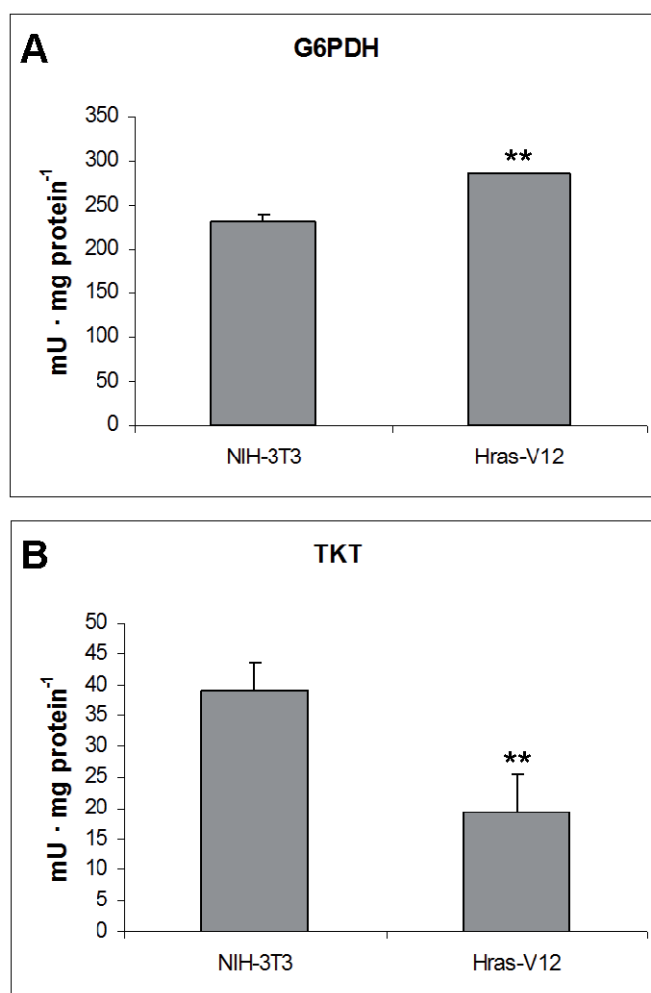 A
G6PDH
350
300
250
200
150
100
50
0
mU · mg protein⁻¹
**
NIH-3T3 Hras-V12
B
TKT
50
45
40
35
30
25
20
15
10
5
0
mU · mg protein⁻¹
**
NIH-3T3 Hras-V12